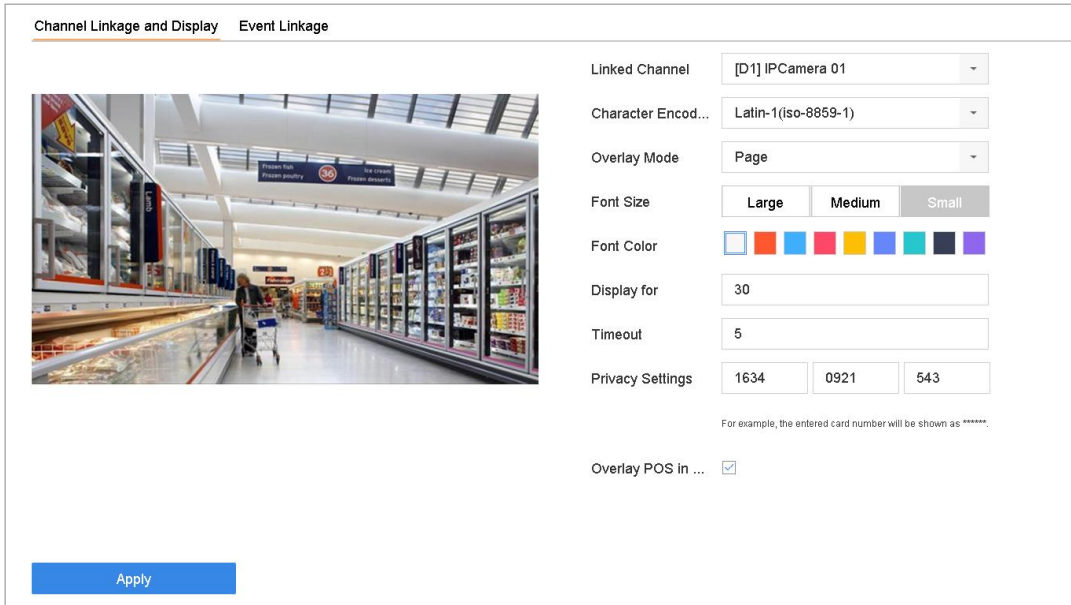 Channel Linkage and Display
Event Linkage
Frozen fish
Frozen poultry
36
Ice cream
Frozen desserts
Lamb
Linked Channel
[D1] IPCamera 01
Character Encod...
Latin-1(iso-8859-1)
Overlay Mode
Page
Font Size
Large
Medium
Small
Font Color
Display for
30
Timeout
5
Privacy Settings
1634
0921
543
For example, the entered card number will be shown as ******.
Overlay POS in ...
Apply